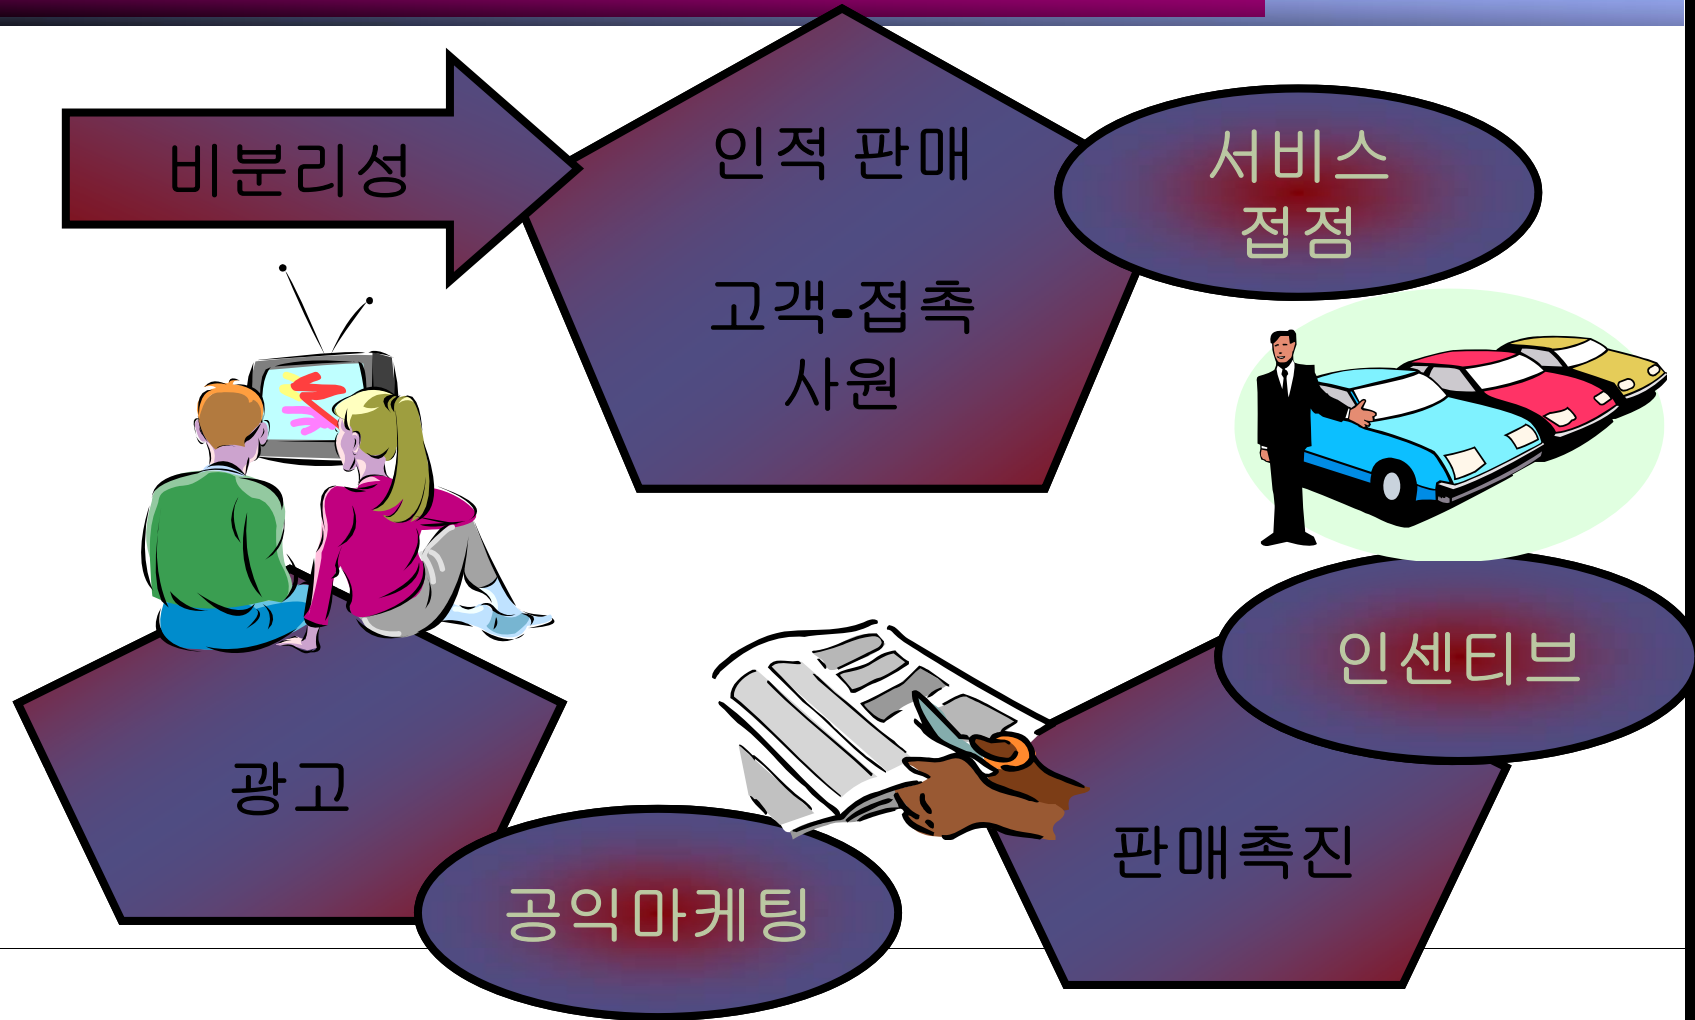 비분리성
인적 판매
고객-접촉
사원
서비스
접점
인센티브
광고
판매촉진
공익마케팅